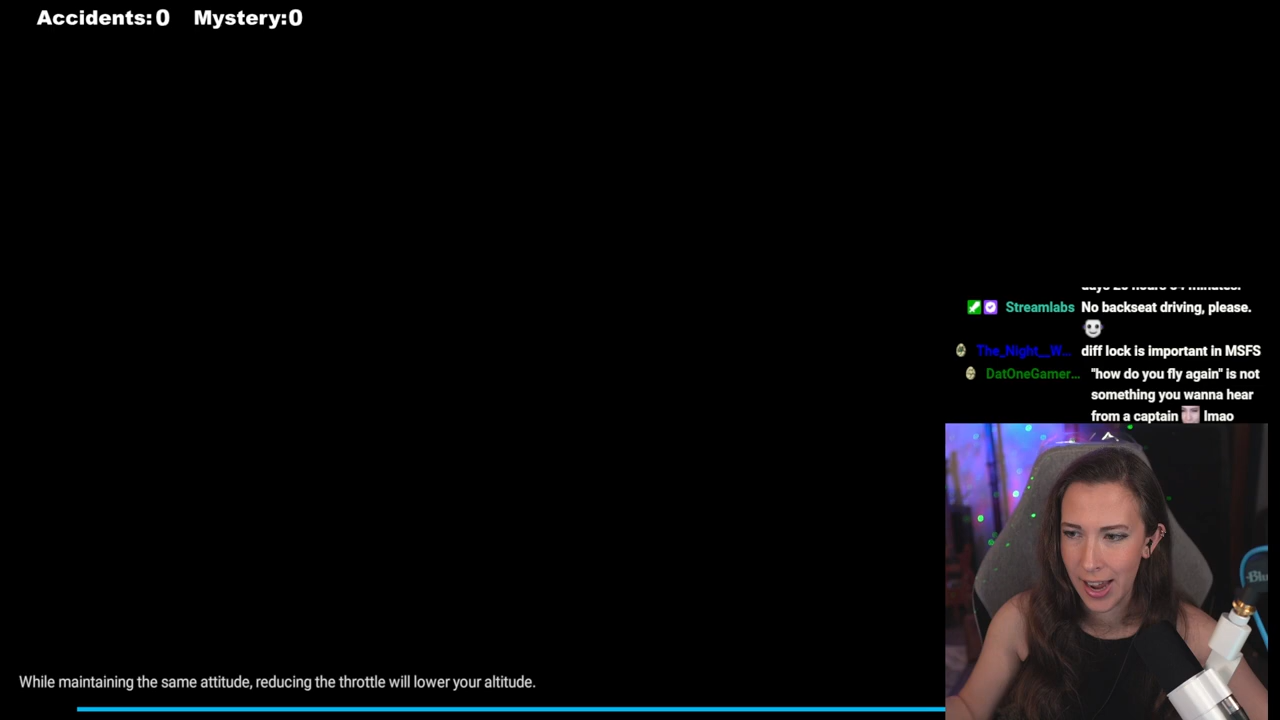 Accidents: 0 Mystery: 0
Streamlabs No backseat driving, please.
The_Night__W... diff lock is important in MSFS
DatOneGamer... "how do you fly again" is not
something you wanna hear
from a captain lmao
While maintaining the same attitude, reducing the throttle will lower your altitude.